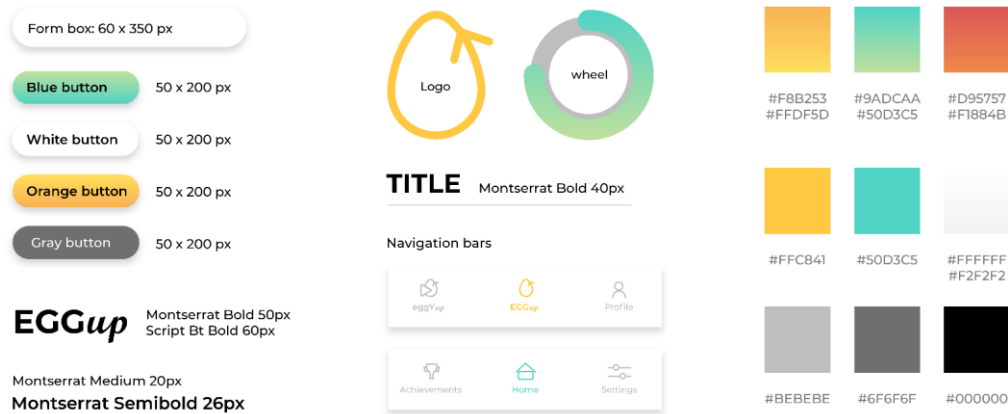 Form box: 60 x 350 px
Blue button
50 x 200 px
White button
50 x 200 px
Orange button
50 x 200 px
Gray button
50 x 200 px
EGGup
Montserrat Bold 50px
Script Bt Bold 60px
Montserrat Medium 20px
Montserrat Semibold 26px
Logo
wheel
TITLE
Montserrat Bold 40px
Navigation bars
eggYup
EGGup
Profile
Achievements
Home
Settings
#F8B253
#FFDF5D
#9ADCAA
#50D3C5
#D95757
#F1884B
#FFC841
#50D3C5
#FFFFFF
#F2F2F2
#BEBEBE
#6F6F6F
#000000